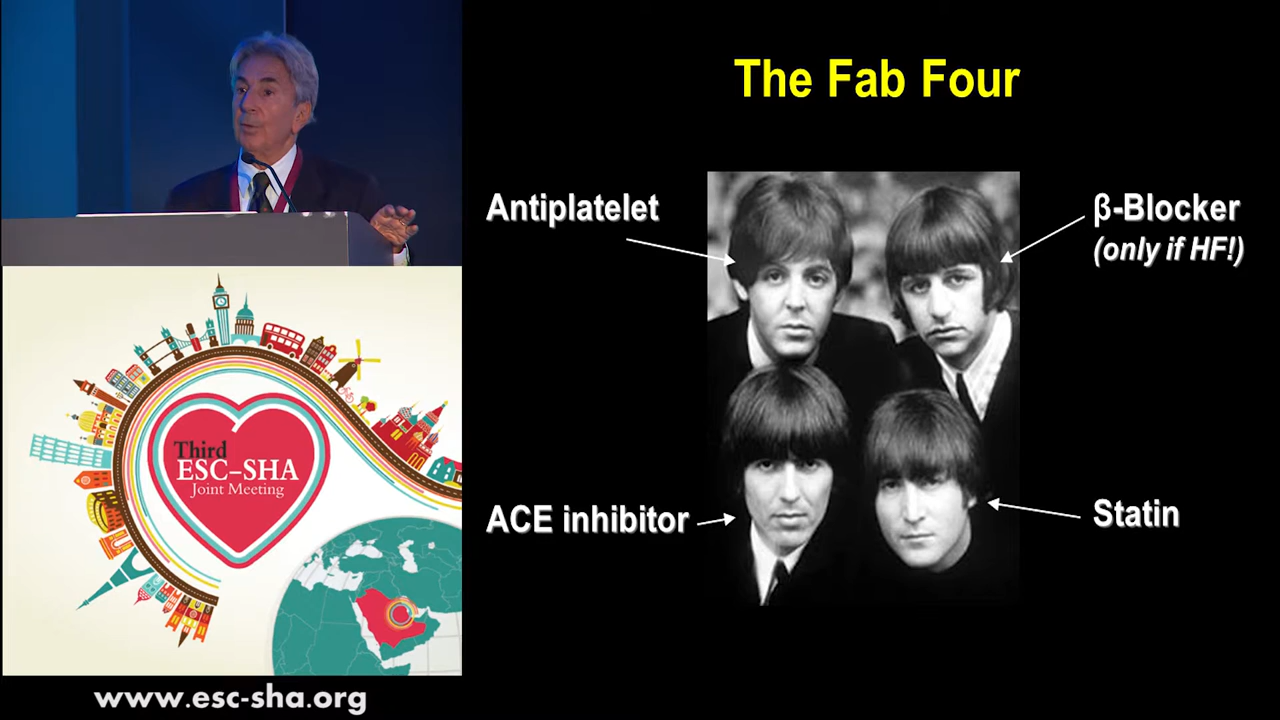 The Fab Four
Antiplatelet
β-Blocker
(only if HF!)
ACE inhibitor
Statin
Third
ESC–SHA
Joint Meeting
www.esc-sha.org